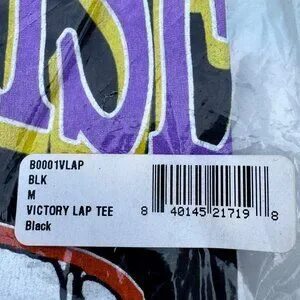 B0001VLAP
BLK
M
VICTORY LAP TEE
Black
8 40145 21719 8